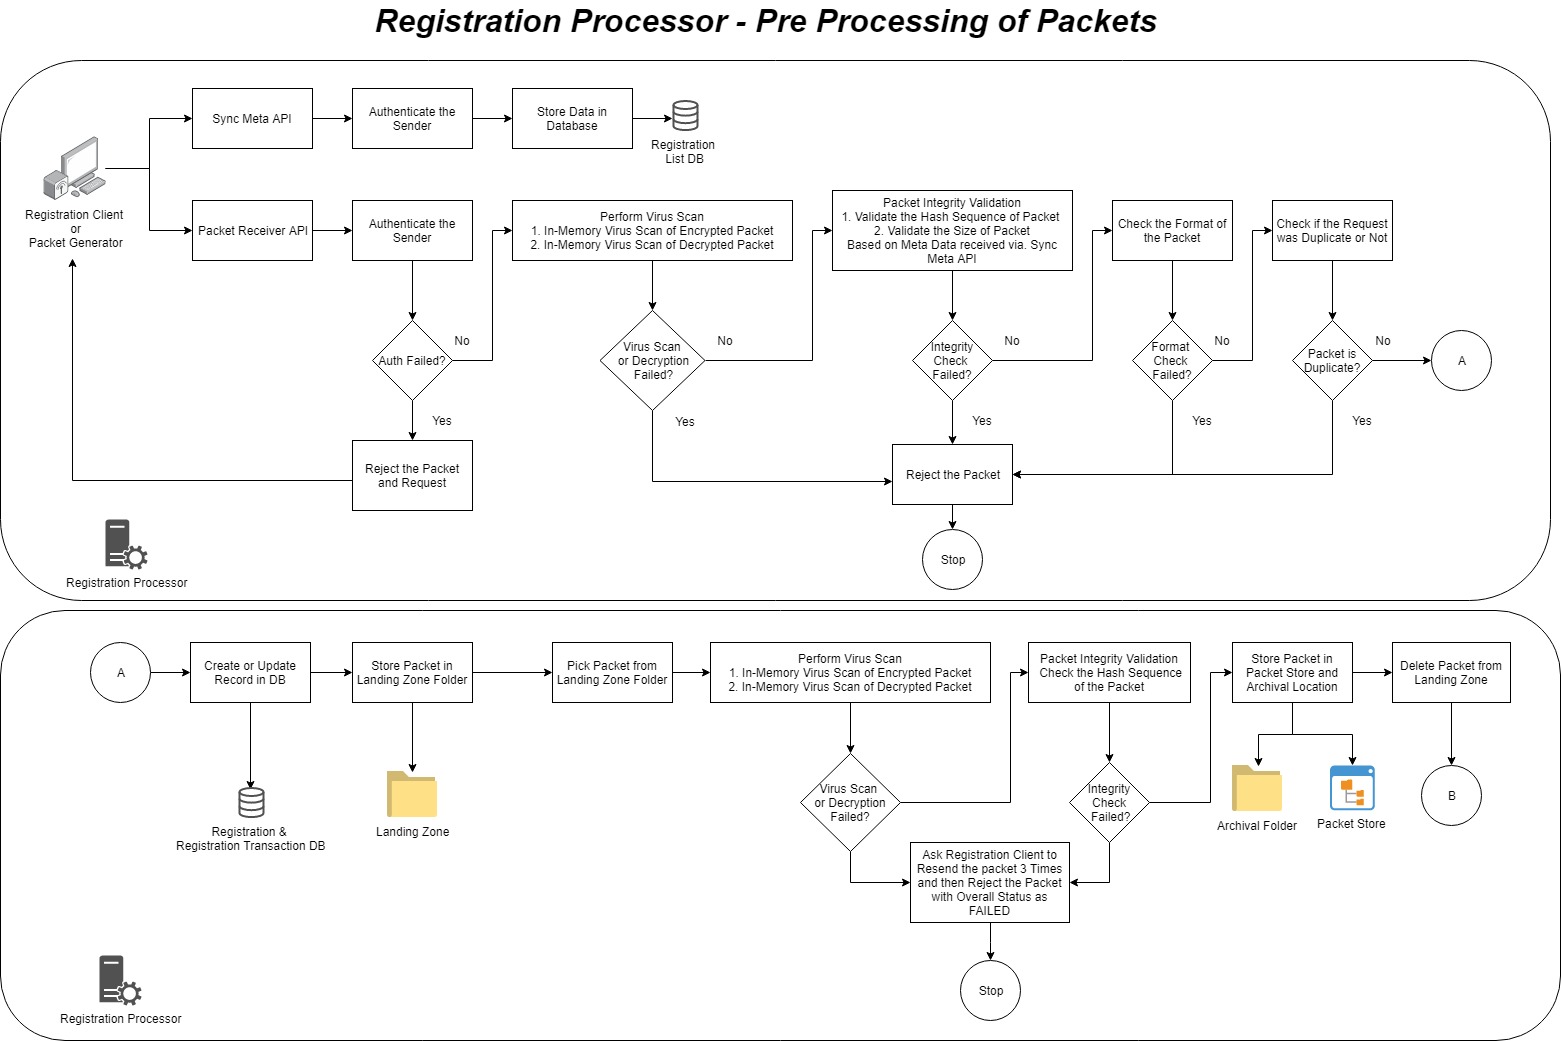 Registration Processor - Pre Processing of Packets
Sync Meta API
Authenticate the
Sender
Store Data in
Database
Registration
List DB
Registration Client
or
Packet Generator
Packet Receiver API
Authenticate the
Sender
Perform Virus Scan
1. In-Memory Virus Scan of Encrypted Packet
2. In-Memory Virus Scan of Decrypted Packet
Packet Integrity Validation
1. Validate the Hash Sequence of Packet
2. Validate the Size of Packet
Based on Meta Data received via. Sync
Meta API
Check the Format of
the Packet
Check if the Request
was Duplicate or Not
Auth Failed?
No
Virus Scan
or Decryption
Failed?
No
Integrity
Check
Failed?
No
Format
Check
Failed?
No
Packet is
Duplicate?
No
A
Yes
Yes
Yes
Yes
Yes
Reject the Packet
and Request
Reject the Packet
Stop
Registration Processor
A
Create or Update
Record in DB
Store Packet in
Landing Zone Folder
Pick Packet from
Landing Zone Folder
Perform Virus Scan
1. In-Memory Virus Scan of Encrypted Packet
2. In-Memory Virus Scan of Decrypted Packet
Packet Integrity Validation
Check the Hash Sequence
of the Packet
Store Packet in
Packet Store and
Archival Location
Delete Packet from
Landing Zone
Registration &
Registration Transaction DB
Landing Zone
Virus Scan
or Decryption
Failed?
Integrity
Check
Failed?
Archival Folder
Packet Store
B
Ask Registration Client to
Resend the packet 3 Times
and then Reject the Packet
with Overall Status as
FAILED
Stop
Registration Processor